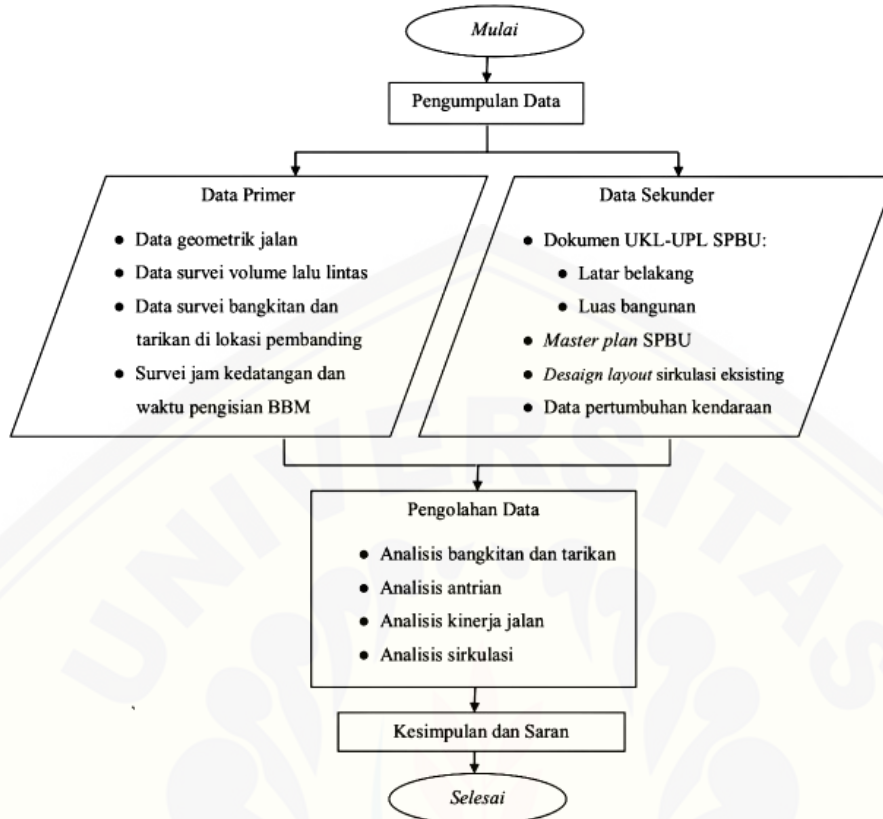 Mulai
Pengumpulan Data
Data Primer
● Data geometrik jalan
● Data survei volume lalu lintas
● Data survei bangkitan dan
tarikan di lokasi pembanding
● Survei jam kedatangan dan
waktu pengisian BBM
Data Sekunder
● Dokumen UKL-UPL SPBU:
● Latar belakang
● Luas bangunan
● Master plan SPBU
● Desaign layout sirkulasi eksisting
● Data pertumbuhan kendaraan
Pengolahan Data
● Analisis bangkitan dan tarikan
● Analisis antrian
● Analisis kinerja jalan
● Analisis sirkulasi
Kesimpulan dan Saran
Selesai
UNIVERSITAS